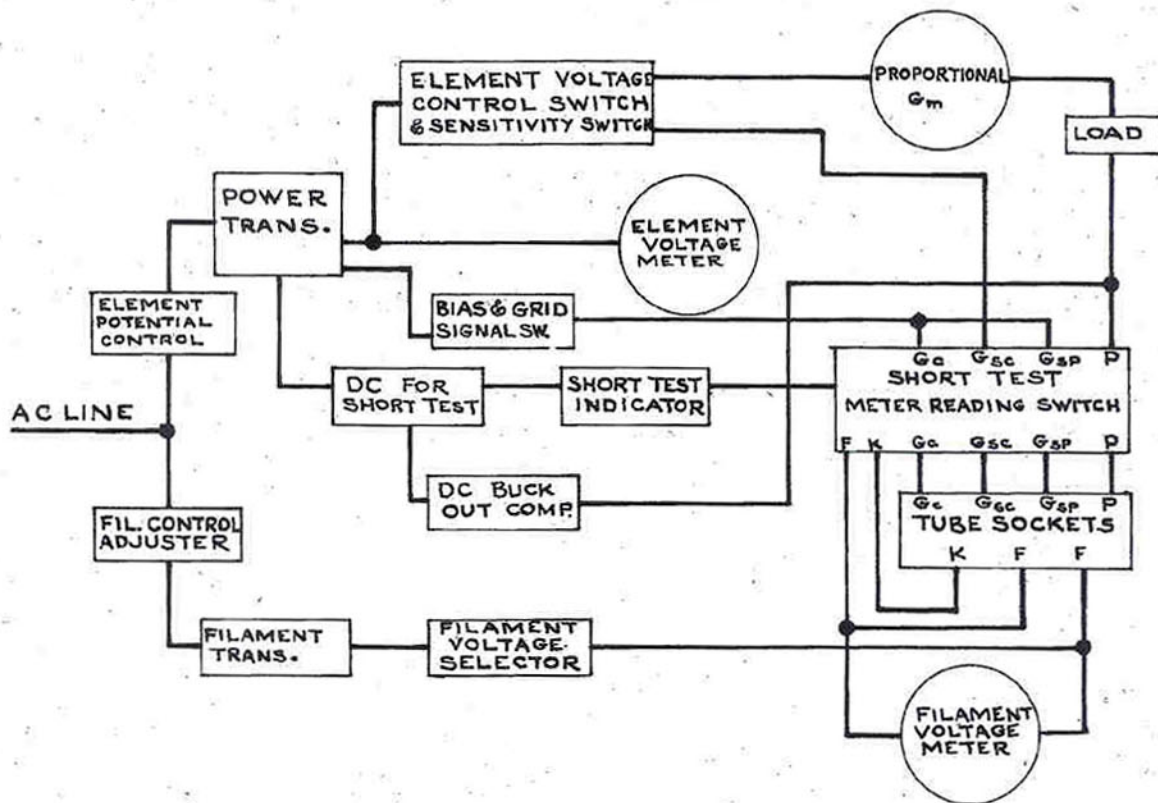 ELEMENT VOLTAGE
CONTROL SWITCH
& SENSITIVITY SWITCH
PROPORTIONAL
Gm
LOAD
POWER
TRANS.
ELEMENT
VOLTAGE
METER
ELEMENT
POTENTIAL
CONTROL
BIAS & GRID
SIGNAL SW.
DC FOR
SHORT TEST
SHORT TEST
INDICATOR
Gc Gsc Gsp P
SHORT TEST
METER READING SWITCH
F K Gc Gsc Gsp P
AC LINE
DC BUCK
OUT COMP.
Gc Gsc Gsp P
TUBE SOCKETS
K F F
FIL. CONTROL
ADJUSTER
FILAMENT
TRANS.
FILAMENT
VOLTAGE
SELECTOR
FILAMENT
VOLTAGE
METER